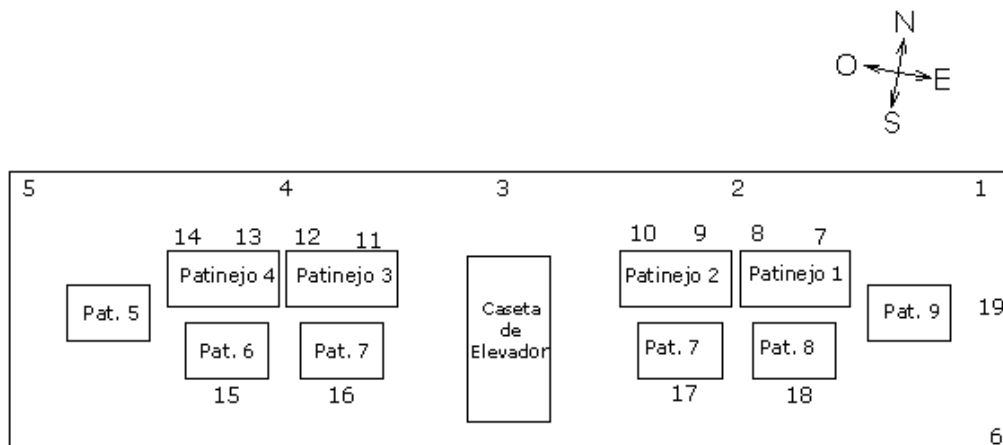 N
O
E
S
5 4 3 2 1
14 13 12 11 10 9 8 7
Patinejo 4 Patinejo 3 Patinejo 2 Patinejo 1
Pat. 5
Caseta
de
Elevador
Pat. 9
19
Pat. 6 Pat. 7 Pat. 7 Pat. 8
15 16 17 18
6